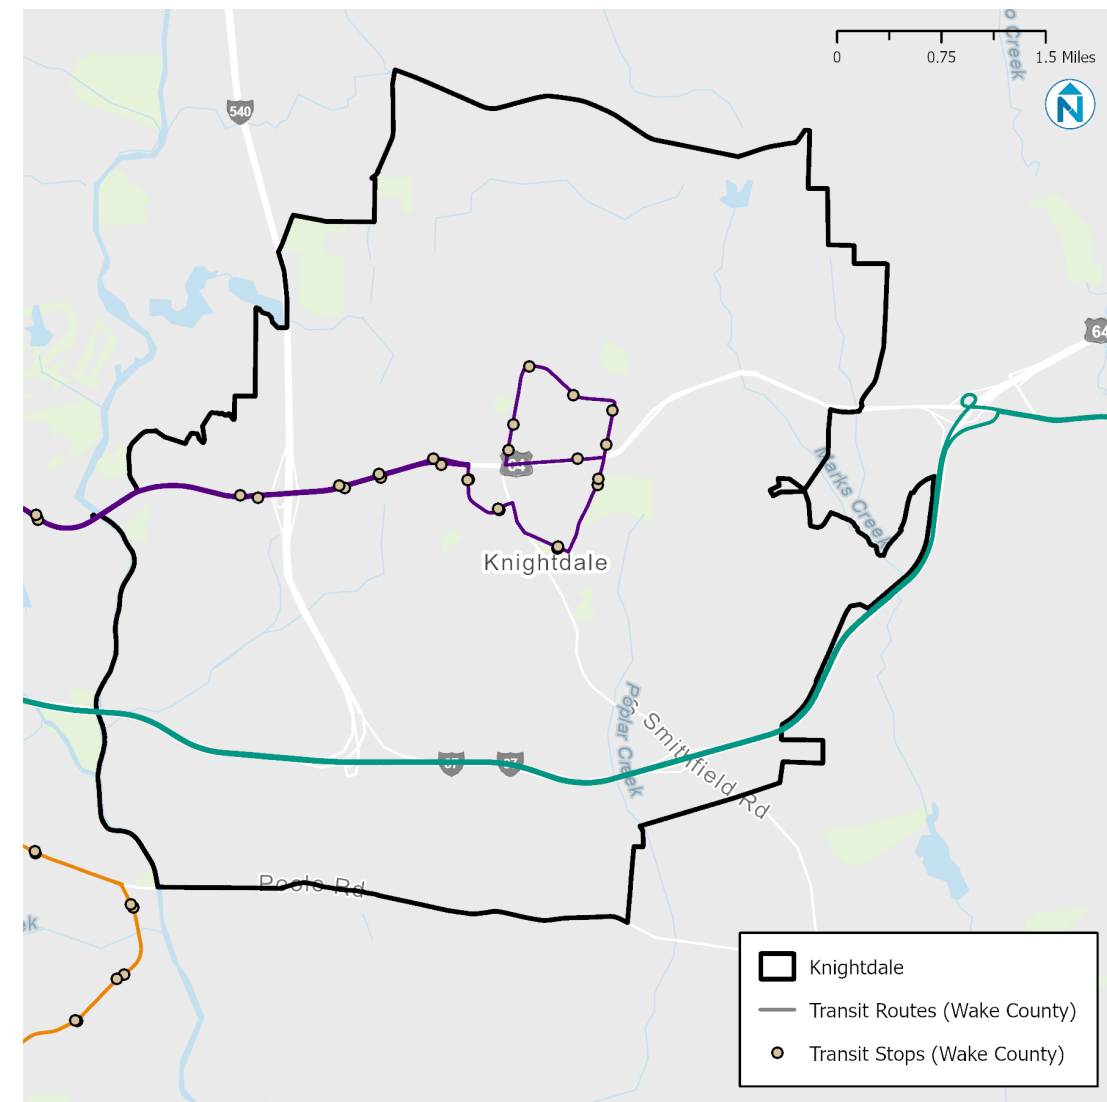 o Creek
0 0.75 1.5 Miles
N
540
64
Marks Creek
Knightdale
Poplar Creek
S Smithfield Rd
87
87
Poole Rd
ek
Knightdale
Transit Routes (Wake County)
Transit Stops (Wake County)